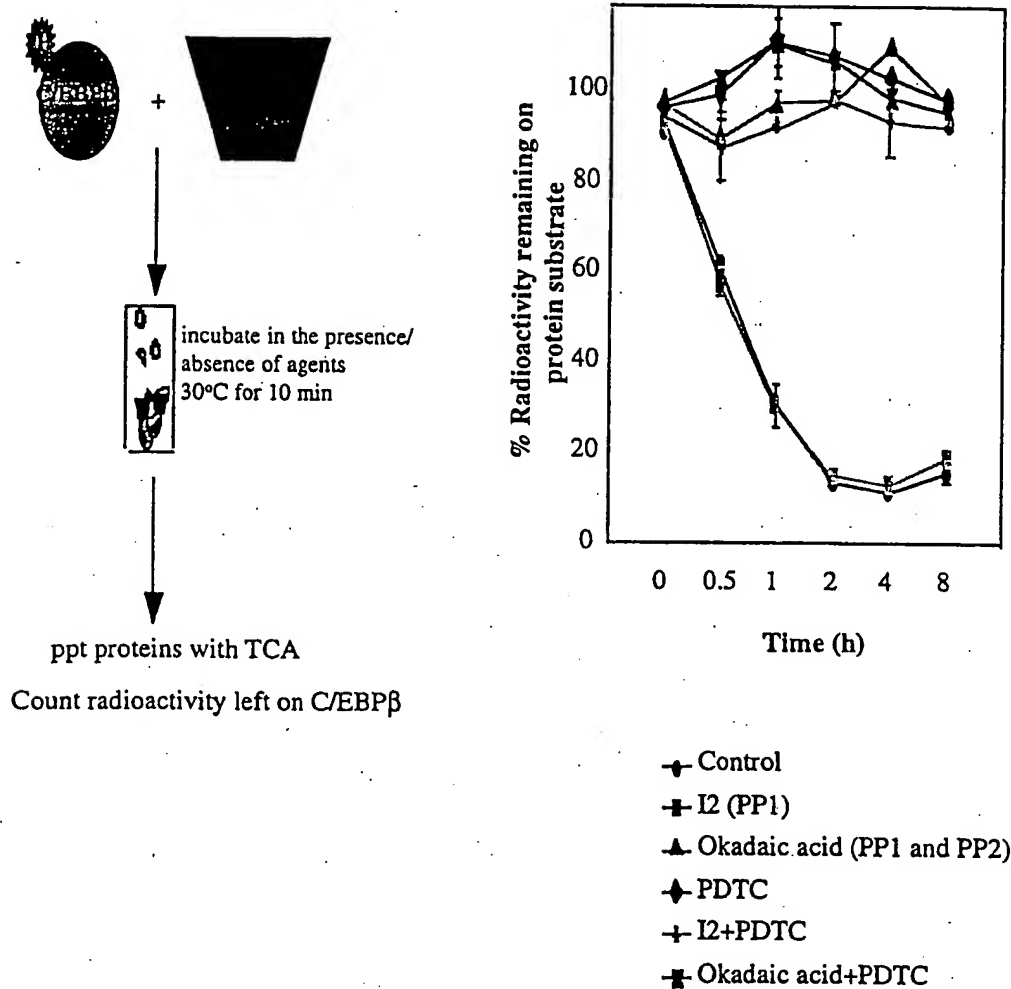 +
incubate in the presence/
absence of agents
30°C for 10 min
ppt proteins with TCA
Count radioactivity left on C/EBPβ
% Radioactivity remaining on
protein substrate
100
80
60
40
20
0
0 0.5 1 2 4 8
Time (h)
Control
I2 (PP1)
Okadaic acid (PP1 and PP2)
PDTC
I2+PDTC
Okadaic acid+PDTC